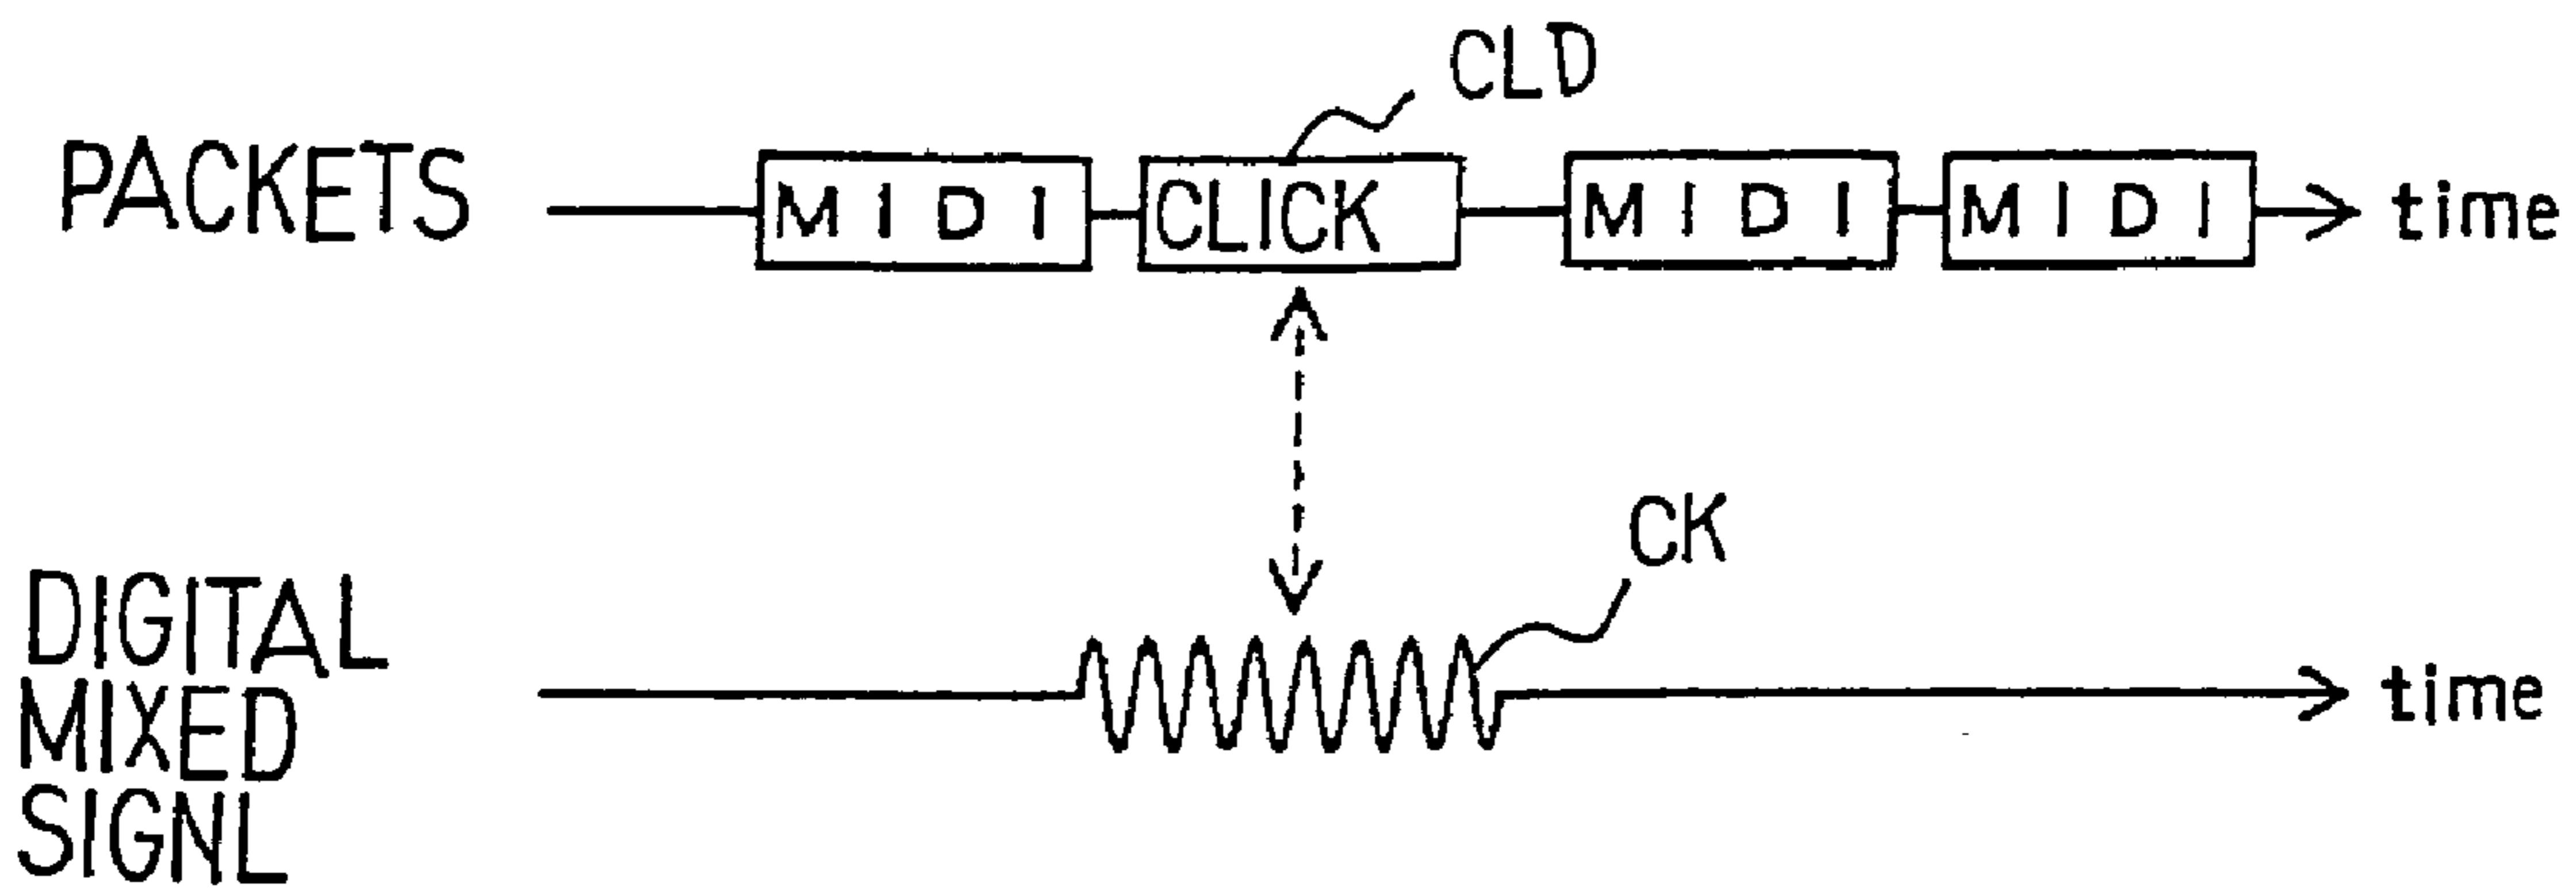 CLD
PACKETS MIDI CLICK MIDI MIDI time
CK
DIGITAL
MIXED time
SIGNL